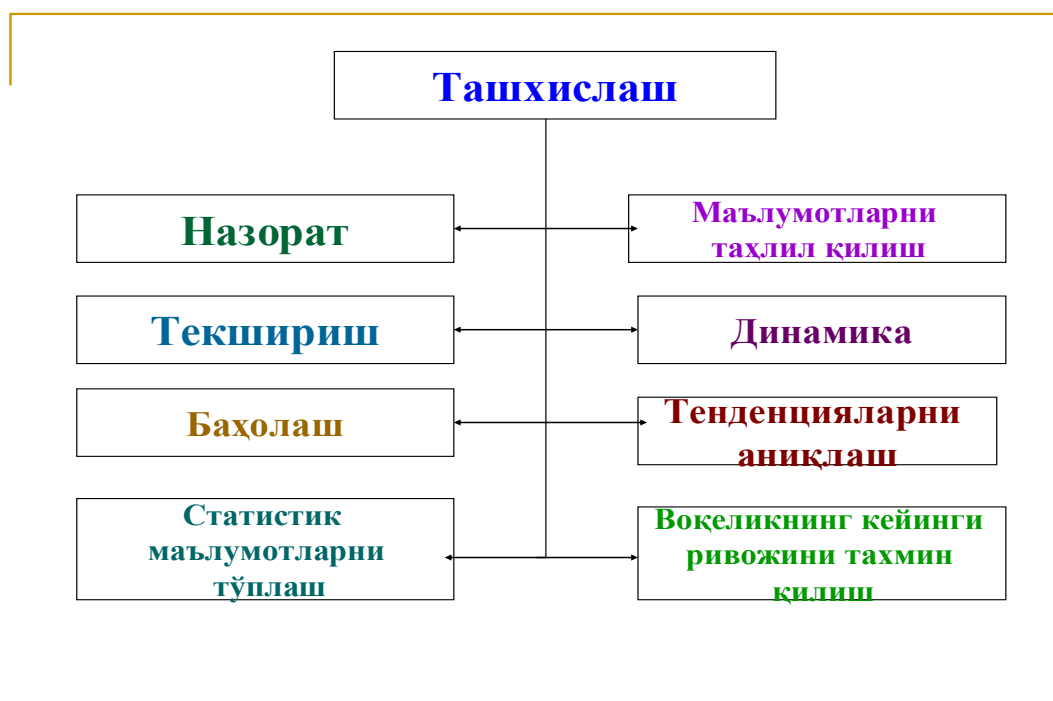 Ташхислаш
Назорат
Маълумотларни
таҳлил қилиш
Текшириш
Динамика
Баҳолаш
Тенденцияларни
аниқлаш
Статистик
маълумотларни
тўплаш
Воқеликнинг кейинги
ривожини тахмин
қилиш